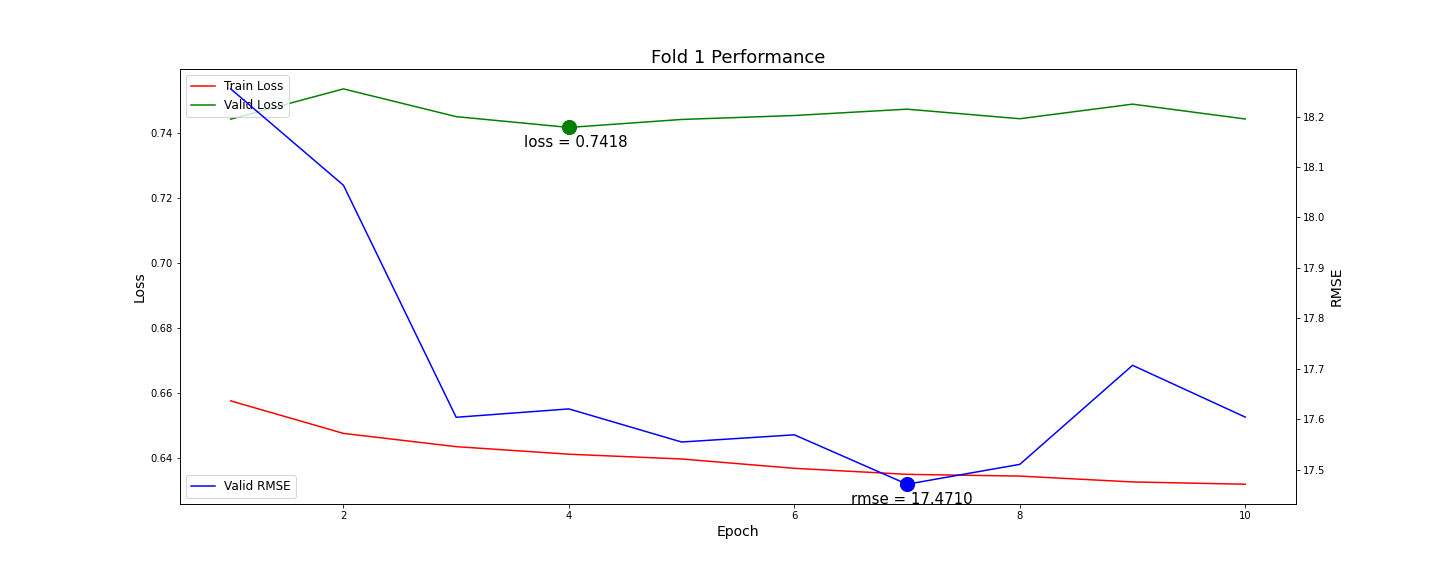 Fold 1 Performance
Train Loss
Valid Loss
loss = 0.7418
Valid RMSE
rmse = 17.4710
Loss
0.74
0.72
0.70
0.68
0.66
0.64
RMSE
18.2
18.1
18.0
17.9
17.8
17.7
17.6
17.5
2 4 6 8 10
Epoch